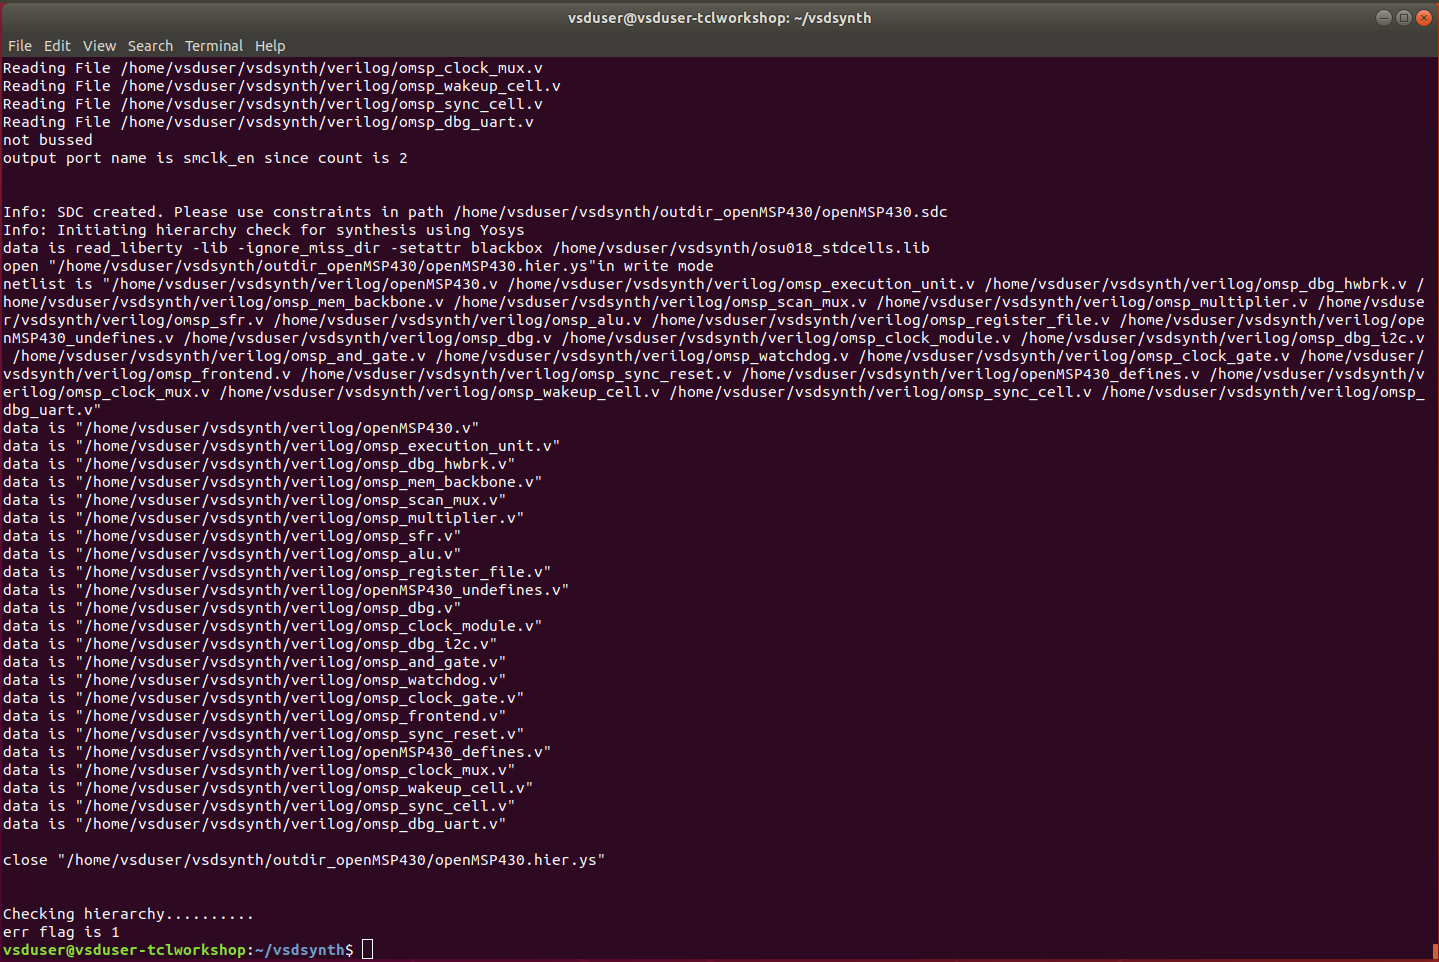 vsduser@vsduser-tclworkshop: ~/vsdsynth
File Edit View Search Terminal Help
Reading File /home/vsduser/vsdsynth/verilog/omsp_clock_mux.v
Reading File /home/vsduser/vsdsynth/verilog/omsp_wakeup_cell.v
Reading File /home/vsduser/vsdsynth/verilog/omsp_sync_cell.v
Reading File /home/vsduser/vsdsynth/verilog/omsp_dbg_uart.v
not bussed
output port name is smclk_en since count is 2
Info: SDC created. Please use constraints in path /home/vsduser/vsdsynth/outdir_openMSP430/openMSP430.sdc
Info: Initiating hierarchy check for synthesis using Yosys
data is read_liberty -lib -ignore_miss_dir -setattr blackbox /home/vsduser/vsdsynth/osu018_stdcells.lib
open "/home/vsduser/vsdsynth/outdir_openMSP430/openMSP430.hier.ys"in write mode
netlist is "/home/vsduser/vsdsynth/verilog/openMSP430.v /home/vsduser/vsdsynth/verilog/omsp_execution_unit.v /home/vsduser/vsdsynth/verilog/omsp_dbg_hwbrk.v /
home/vsduser/vsdsynth/verilog/omsp_mem_backbone.v /home/vsduser/vsdsynth/verilog/omsp_scan_mux.v /home/vsduser/vsdsynth/verilog/omsp_multiplier.v /home/vsduse
r/vsdsynth/verilog/omsp_sfr.v /home/vsduser/vsdsynth/verilog/omsp_alu.v /home/vsduser/vsdsynth/verilog/omsp_register_file.v /home/vsduser/vsdsynth/verilog/ope
nMSP430_undefines.v /home/vsduser/vsdsynth/verilog/omsp_dbg.v /home/vsduser/vsdsynth/verilog/omsp_clock_module.v /home/vsduser/vsdsynth/verilog/omsp_dbg_i2c.v
 /home/vsduser/vsdsynth/verilog/omsp_and_gate.v /home/vsduser/vsdsynth/verilog/omsp_watchdog.v /home/vsduser/vsdsynth/verilog/omsp_clock_gate.v /home/vsduser/
vsdsynth/verilog/omsp_frontend.v /home/vsduser/vsdsynth/verilog/omsp_sync_reset.v /home/vsduser/vsdsynth/verilog/openMSP430_defines.v /home/vsduser/vsdsynth/v
erilog/omsp_clock_mux.v /home/vsduser/vsdsynth/verilog/omsp_wakeup_cell.v /home/vsduser/vsdsynth/verilog/omsp_sync_cell.v /home/vsduser/vsdsynth/verilog/omsp_
dbg_uart.v"
data is "/home/vsduser/vsdsynth/verilog/openMSP430.v"
data is "/home/vsduser/vsdsynth/verilog/omsp_execution_unit.v"
data is "/home/vsduser/vsdsynth/verilog/omsp_dbg_hwbrk.v"
data is "/home/vsduser/vsdsynth/verilog/omsp_mem_backbone.v"
data is "/home/vsduser/vsdsynth/verilog/omsp_scan_mux.v"
data is "/home/vsduser/vsdsynth/verilog/omsp_multiplier.v"
data is "/home/vsduser/vsdsynth/verilog/omsp_sfr.v"
data is "/home/vsduser/vsdsynth/verilog/omsp_alu.v"
data is "/home/vsduser/vsdsynth/verilog/omsp_register_file.v"
data is "/home/vsduser/vsdsynth/verilog/openMSP430_undefines.v"
data is "/home/vsduser/vsdsynth/verilog/omsp_dbg.v"
data is "/home/vsduser/vsdsynth/verilog/omsp_clock_module.v"
data is "/home/vsduser/vsdsynth/verilog/omsp_dbg_i2c.v"
data is "/home/vsduser/vsdsynth/verilog/omsp_and_gate.v"
data is "/home/vsduser/vsdsynth/verilog/omsp_watchdog.v"
data is "/home/vsduser/vsdsynth/verilog/omsp_clock_gate.v"
data is "/home/vsduser/vsdsynth/verilog/omsp_frontend.v"
data is "/home/vsduser/vsdsynth/verilog/omsp_sync_reset.v"
data is "/home/vsduser/vsdsynth/verilog/openMSP430_defines.v"
data is "/home/vsduser/vsdsynth/verilog/omsp_clock_mux.v"
data is "/home/vsduser/vsdsynth/verilog/omsp_wakeup_cell.v"
data is "/home/vsduser/vsdsynth/verilog/omsp_sync_cell.v"
data is "/home/vsduser/vsdsynth/verilog/omsp_dbg_uart.v"
close "/home/vsduser/vsdsynth/outdir_openMSP430/openMSP430.hier.ys"
Checking hierarchy..........
err flag is 1
vsduser@vsduser-tclworkshop:~/vsdsynth$